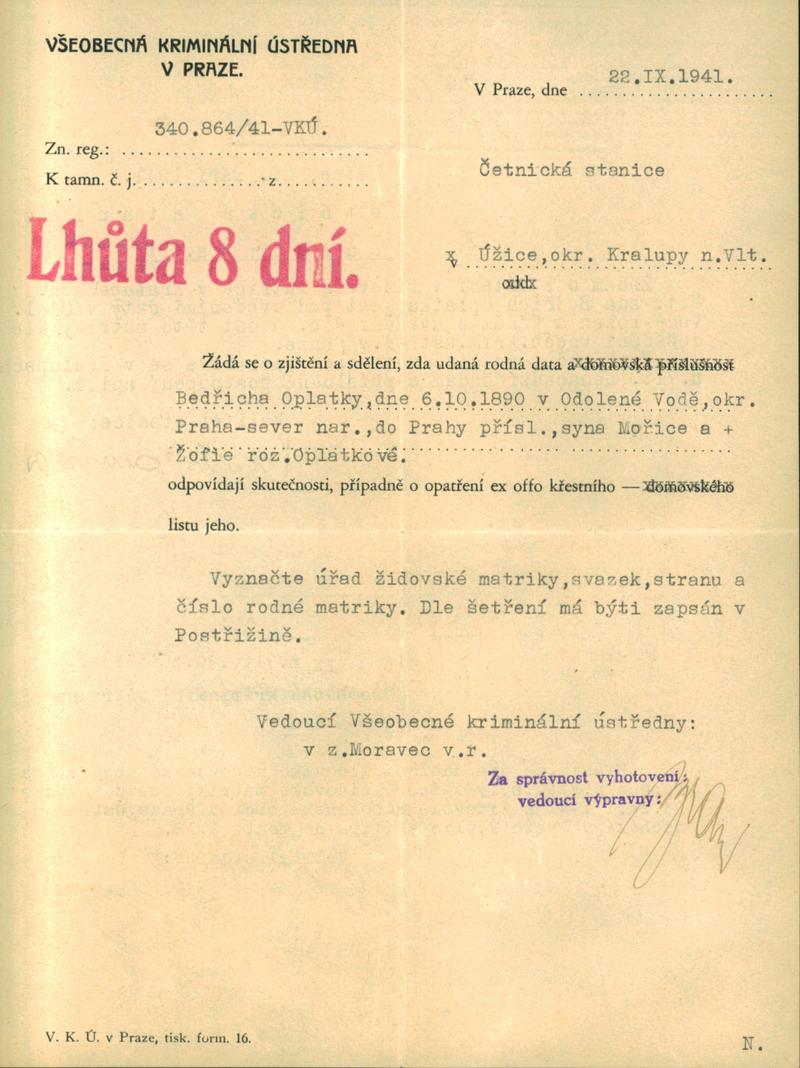 VŠEOBECNÁ KRIMINÁLNÍ ÚSTŘEDNA
V PRAZE.
V Praze, dne 22.IX.1941.
Zn. reg.: 340.864/41-VKÚ.
K tamn. č. j. z.
Četnická stanice
Lhůta 8 dní.
v Úžice,okr. Kralupy n.Vlt.
Žádá se o zjištění a sdělení, zda udaná rodná data a domovská příslušnost
Bedřicha Oplatky,dne 6.10.1890 v Odolené Vodě,okr.
Praha-sever nar.,do Prahy přísl.,syna Mořice a +
Žofie roz.Oplatkové.
odpovídají skutečnosti, případně o opatření ex offo křestního — domovského
listu jeho.
Vyznačte úřad židovské matriky,svazek,stranu a
číslo rodné matriky. Dle šetření má býti zapsán v
Postřižině.
Vedoucí Všeobecné kriminální ústředny:
v z.Moravec v.r.
Za správnost vyhotovení:
vedoucí výpravny:
V. K. Ú. v Praze, tisk. form. 16.
N.